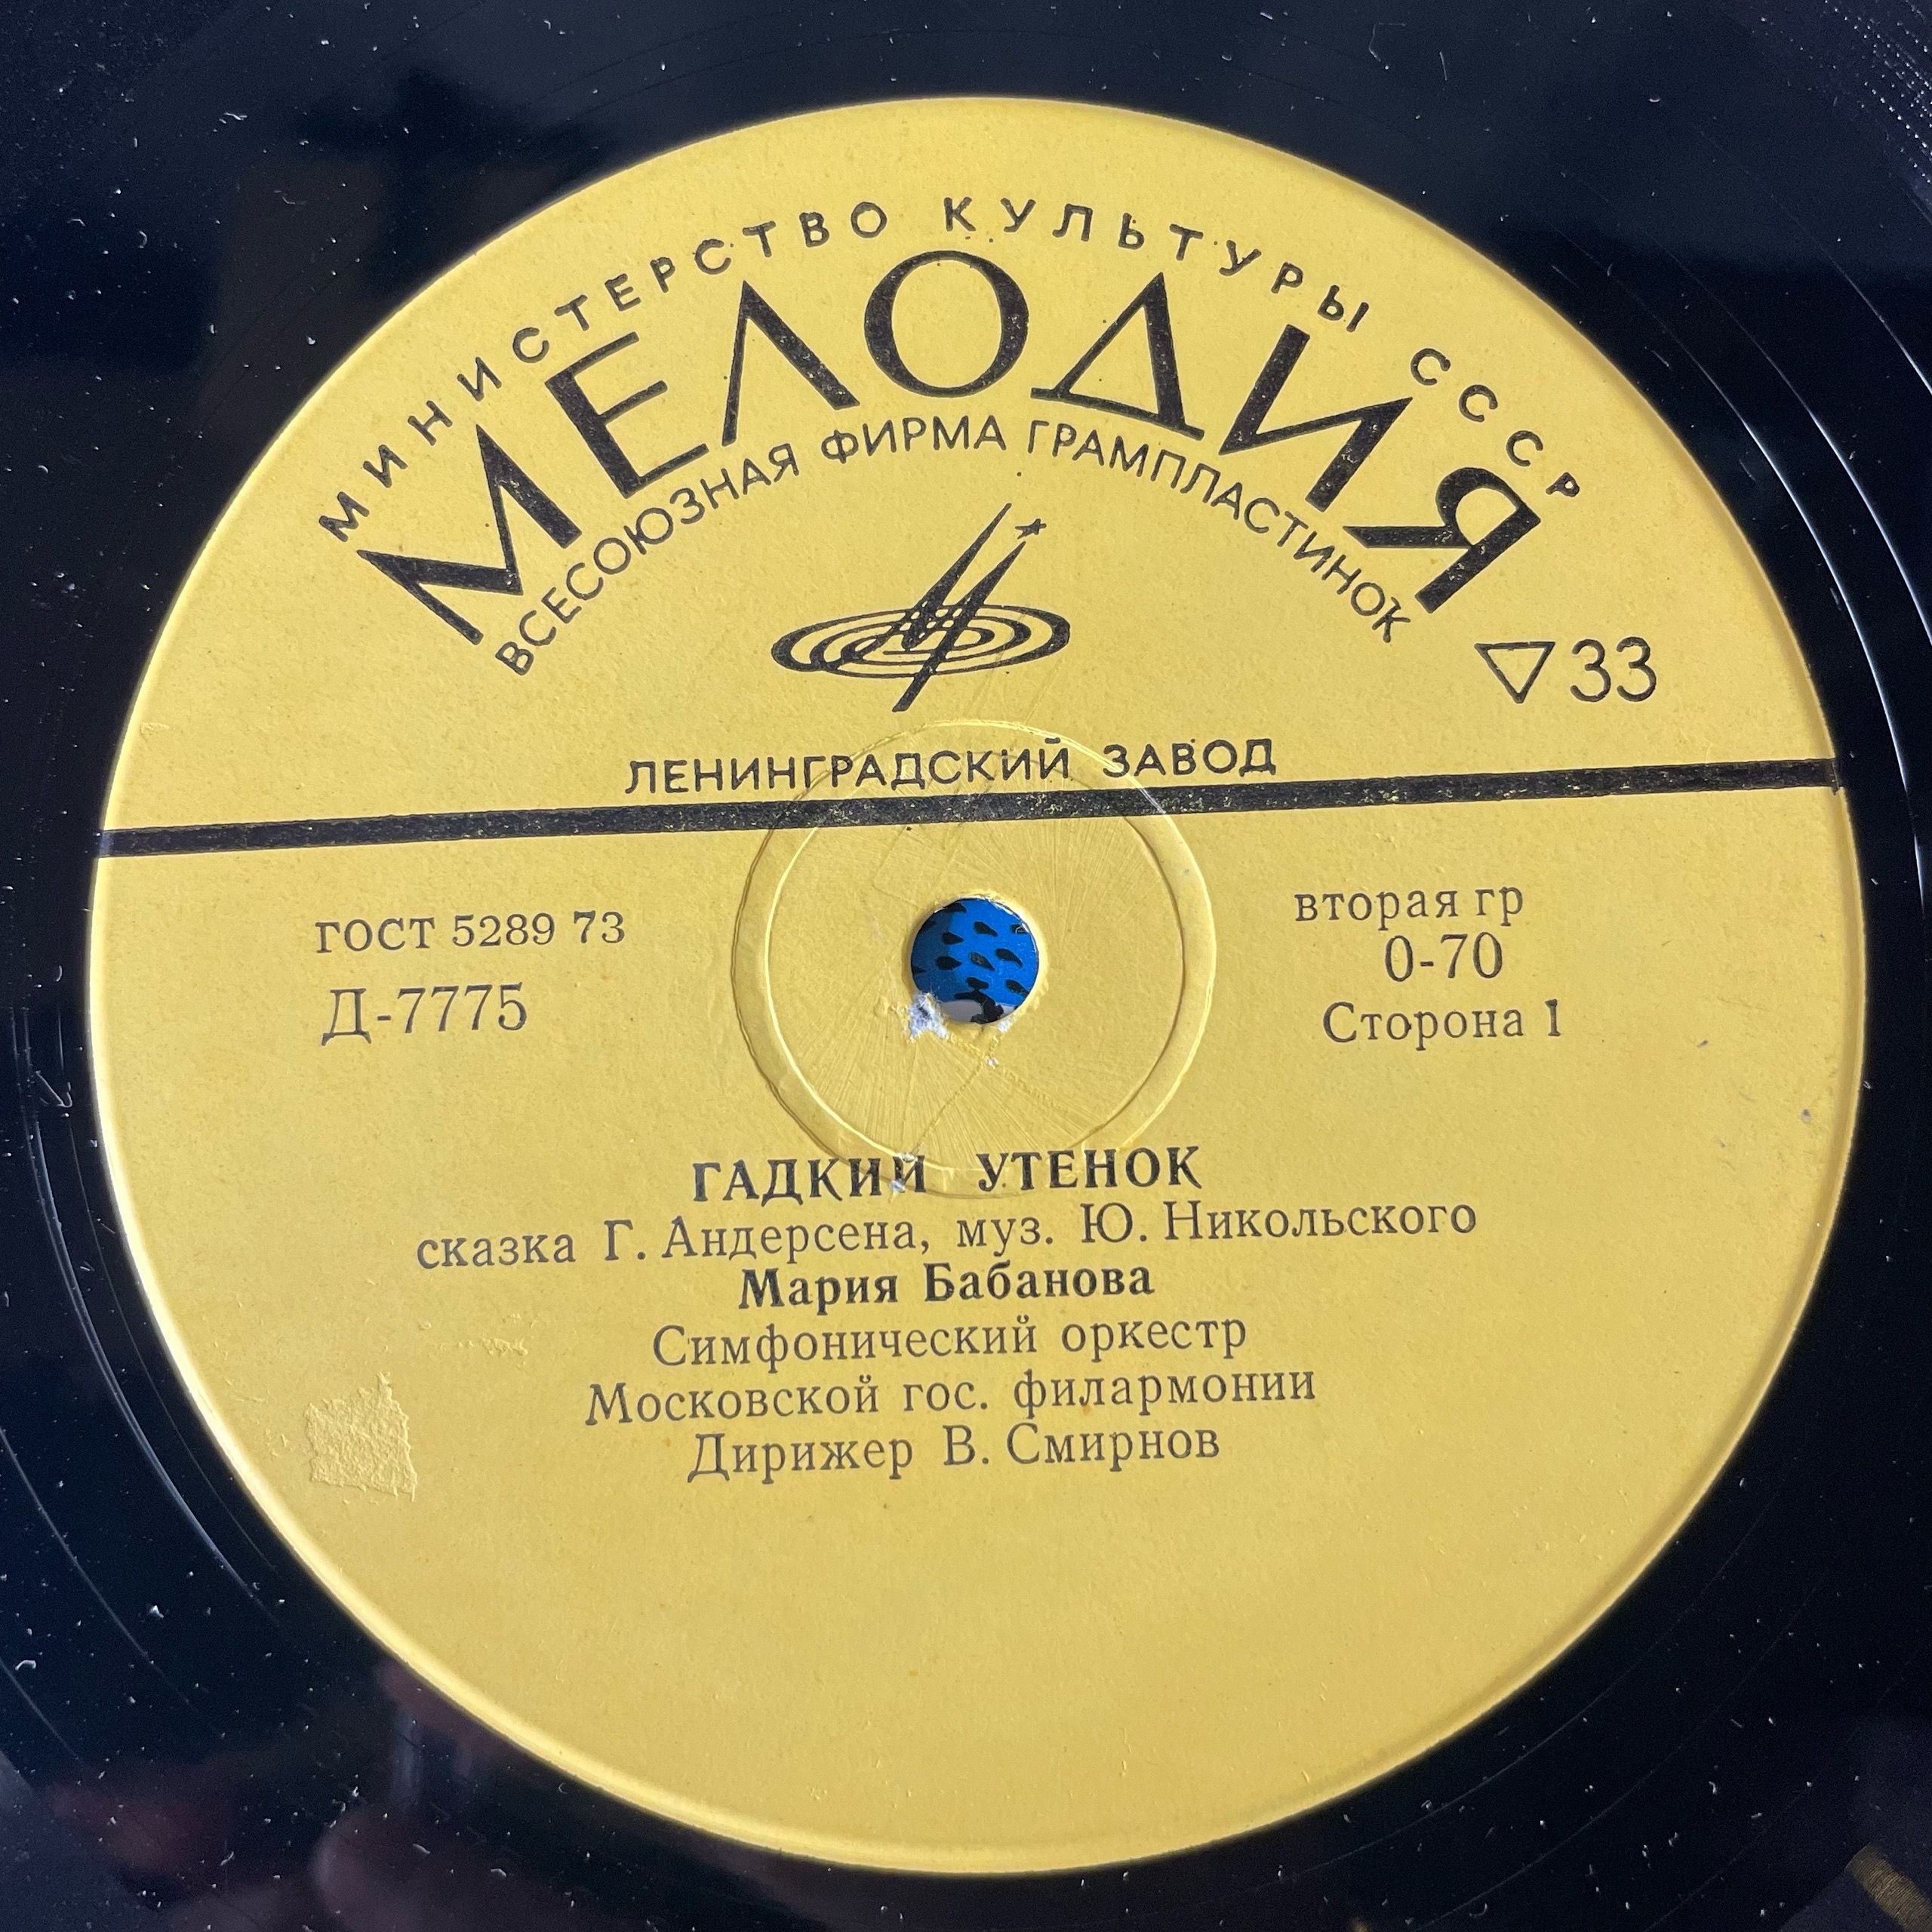 МИНИСТЕРСТВО КУЛЬТУРЫ СССР
МЕЛОДИЯ
ВСЕСОЮЗНАЯ ФИРМА ГРАМПЛАСТИНОК
33
ЛЕНИНГРАДСКИЙ ЗАВОД
ГОСТ 5289 73
Д-7775
вторая гр
0-70
Сторона 1
ГАДКИЙ УТЕНОК
сказка Г. Андерсена, муз. Ю. Никольского
Мария Бабанова
Симфонический оркестр
Московской гос. филармонии
Дирижер В. Смирнов